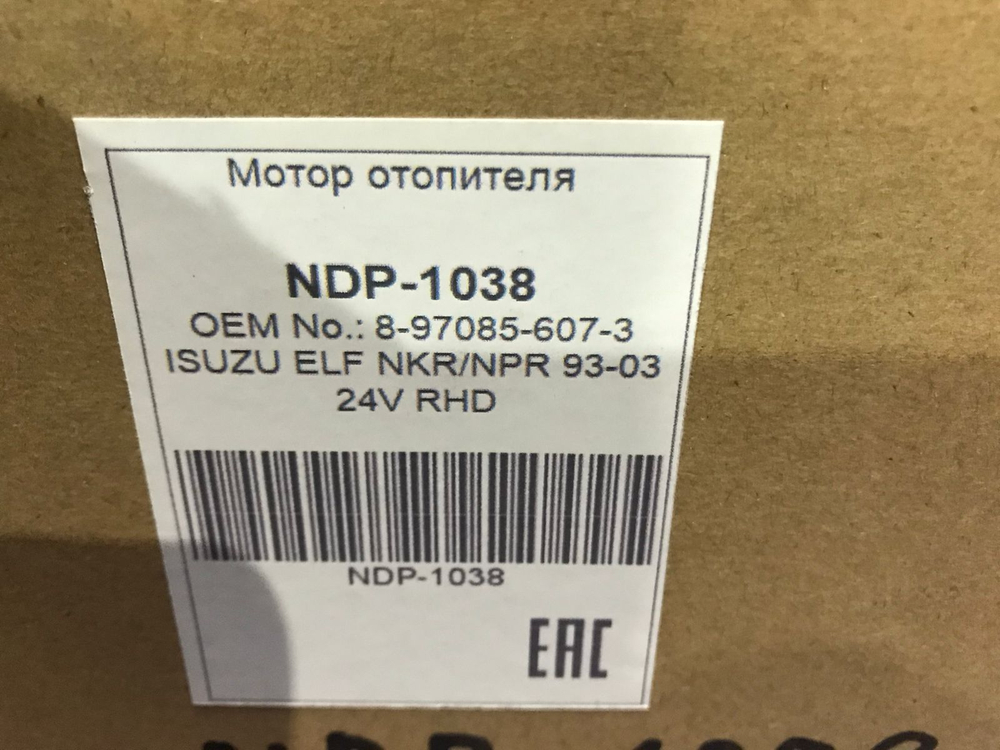 Мотор отопителя
NDP-1038
OEM No.: 8-97085-607-3
ISUZU ELF NKR/NPR 93-03
24V RHD
NDP-1038
EAC